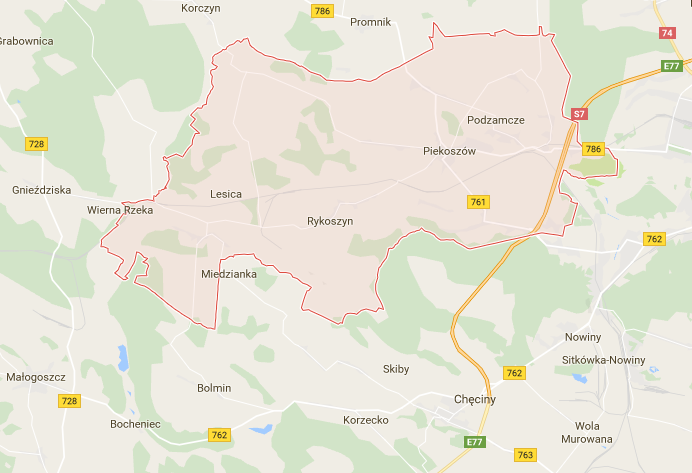 Korczyn
786
Promnik
74
Grabownica
E77
S7
Podzamcze
728
786
Piekoszów
Gnieździska
Lesica
761
Wierna Rzeka
Rykoszyn
762
Miedzianka
Nowiny
Sitkówka-Nowiny
Skiby
762
Małogoszcz
Bolmin
728
Chęciny
Bocheniec
Korzecko
762
Wola
Murowana
E77
763